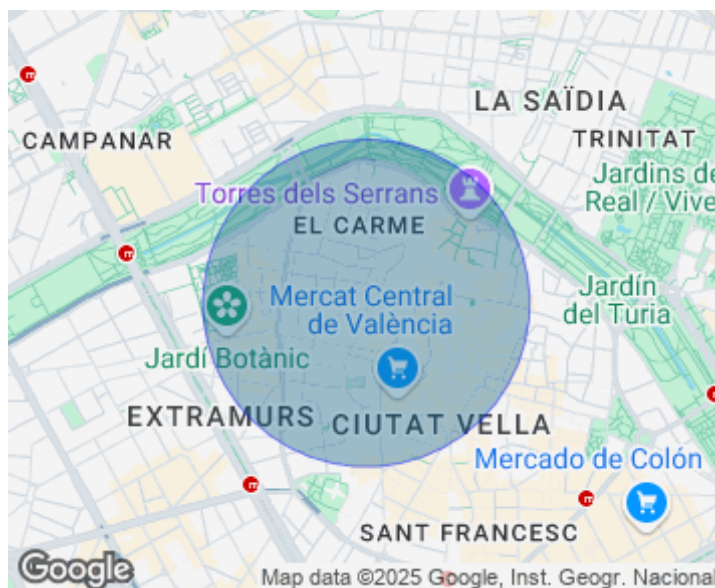 LA SAÏDIA
CAMPANAR
TRINITAT
Jardins de
Real / Vive
Torres dels Serrans
EL CARME
Mercat Central
de València
Jardín
del Turia
Jardí Botànic
EXTRAMURS
CIUTAT VELLA
Mercado de Colón
SANT FRANCESC
Google
Map data ©2025 Google, Inst. Geogr. Nacional